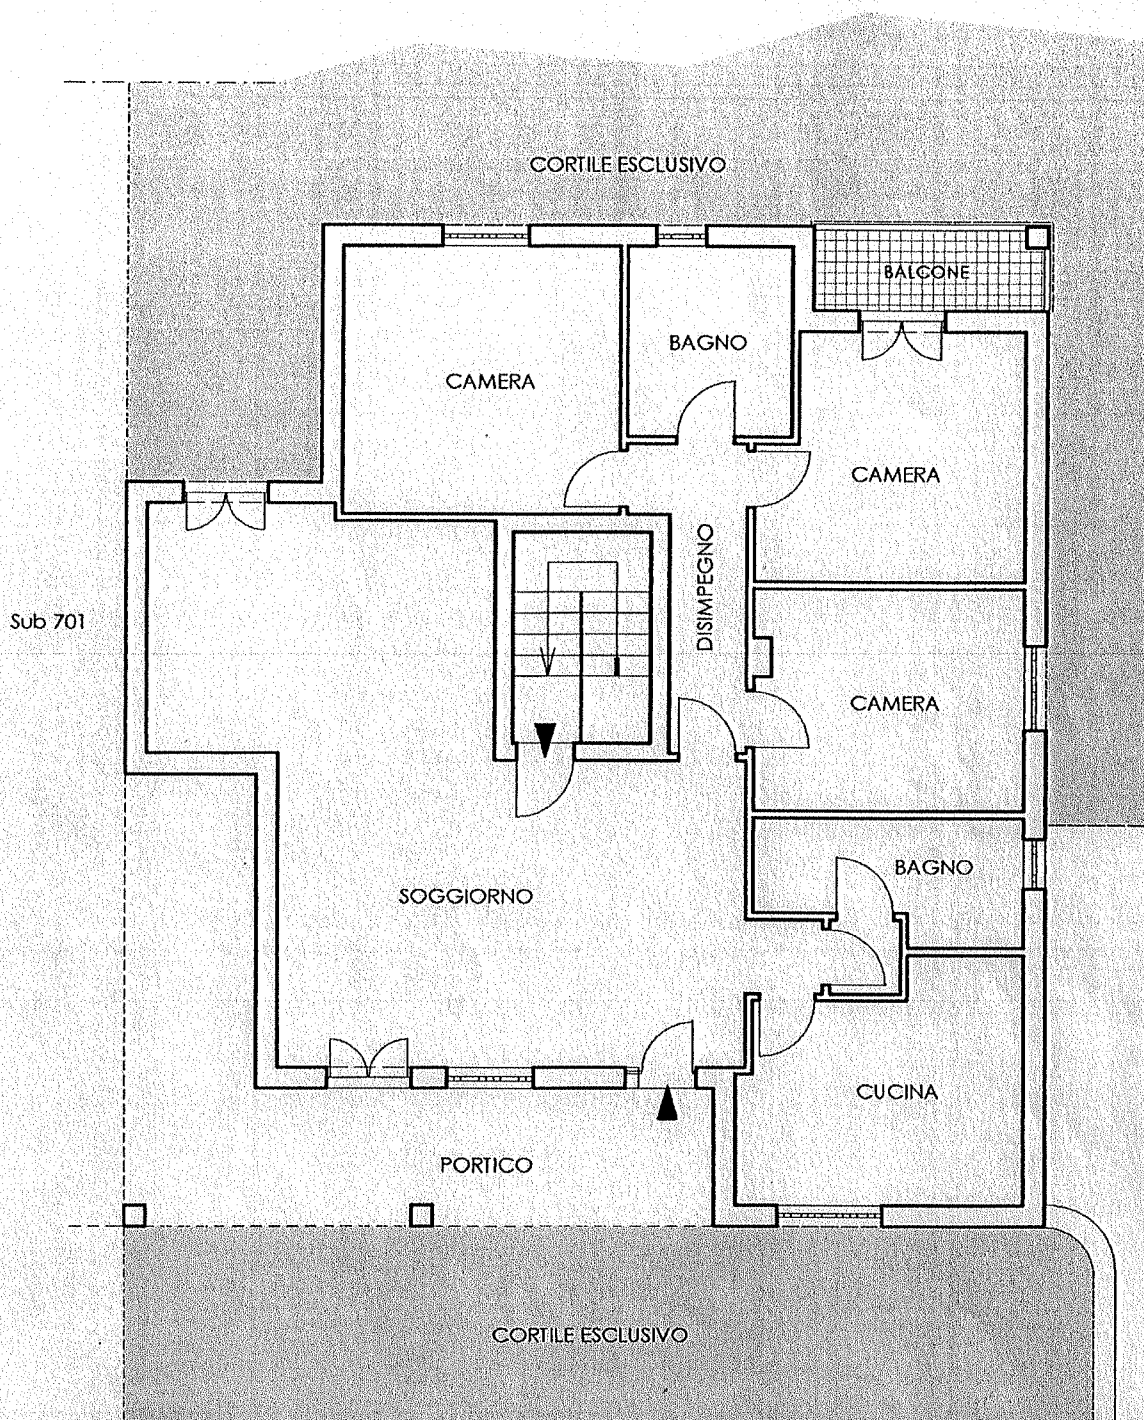 CORTILE ESCLUSIVO
BALCONE
BAGNO
CAMERA
CAMERA
DISIMPEGNO
Sub 701
CAMERA
BAGNO
SOGGIORNO
CUCINA
PORTICO
CORTILE ESCLUSIVO